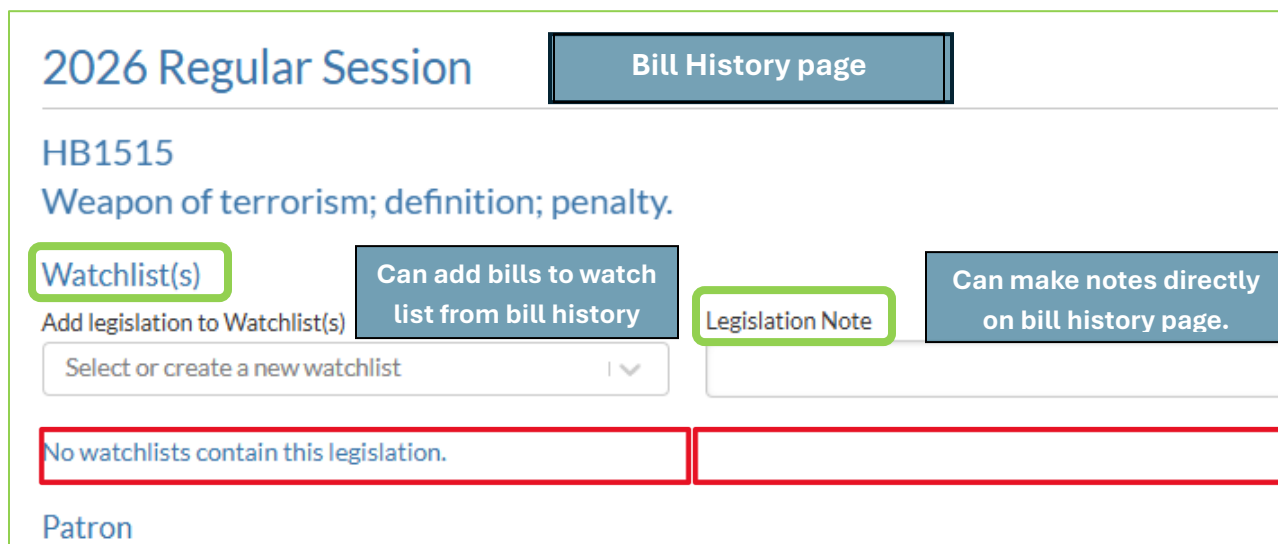 2026 Regular Session
Bill History page
HB1515
Weapon of terrorism; definition; penalty.
Watchlist(s)
Can add bills to watch
list from bill history
Can make notes directly
on bill history page.
Add legislation to Watchlist(s)
Legislation Note
Select or create a new watchlist
No watchlists contain this legislation.
Patron